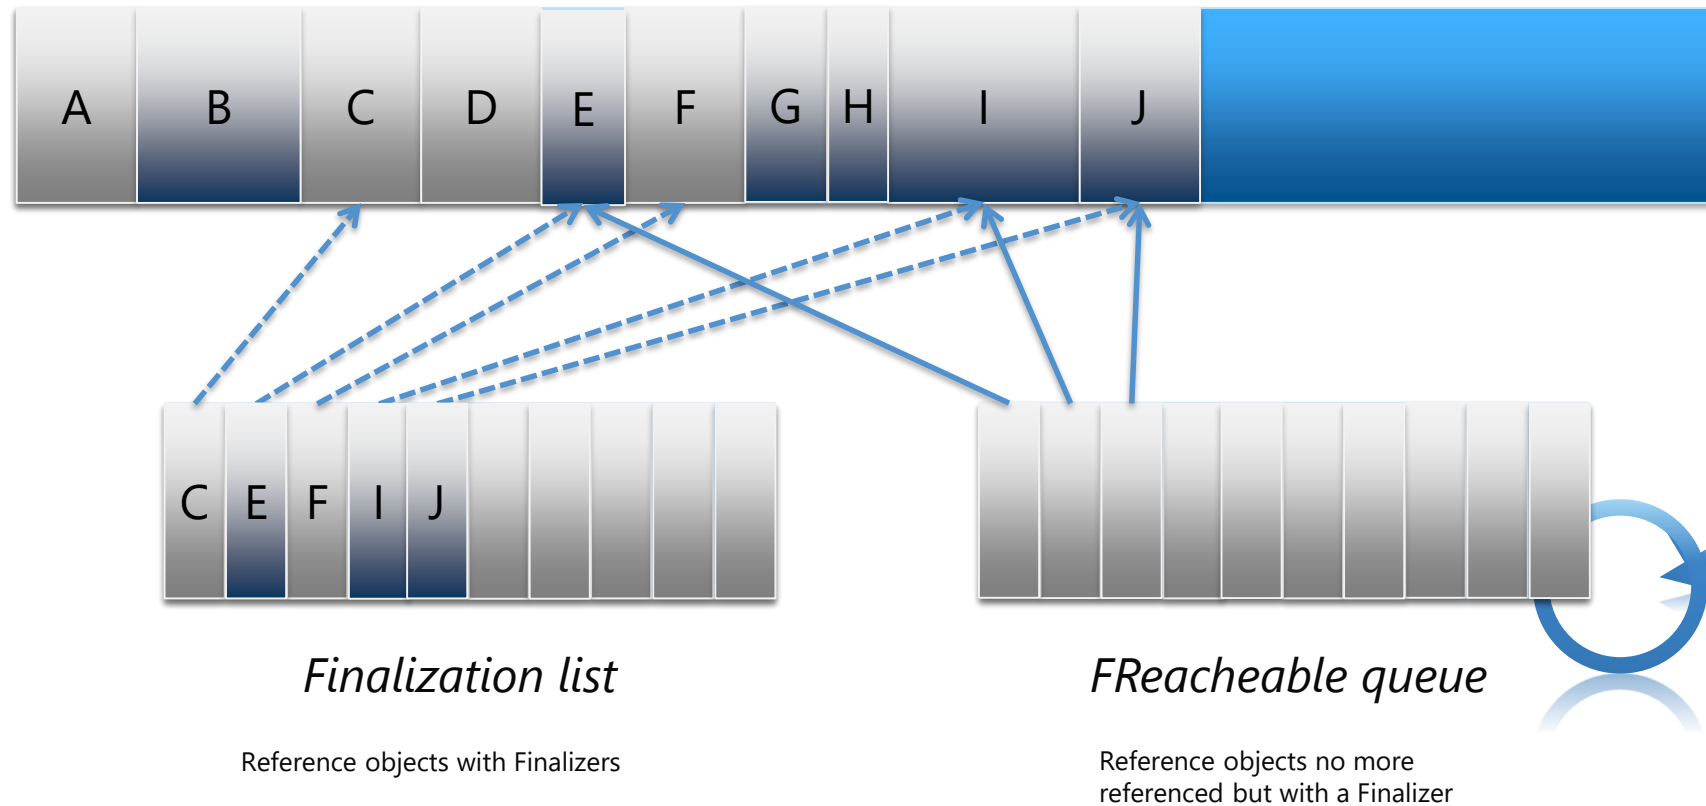 A B C D E F G H I J
C E F I J
Finalization list
FReacheable queue
Reference objects with Finalizers
Reference objects no more
referenced but with a Finalizer